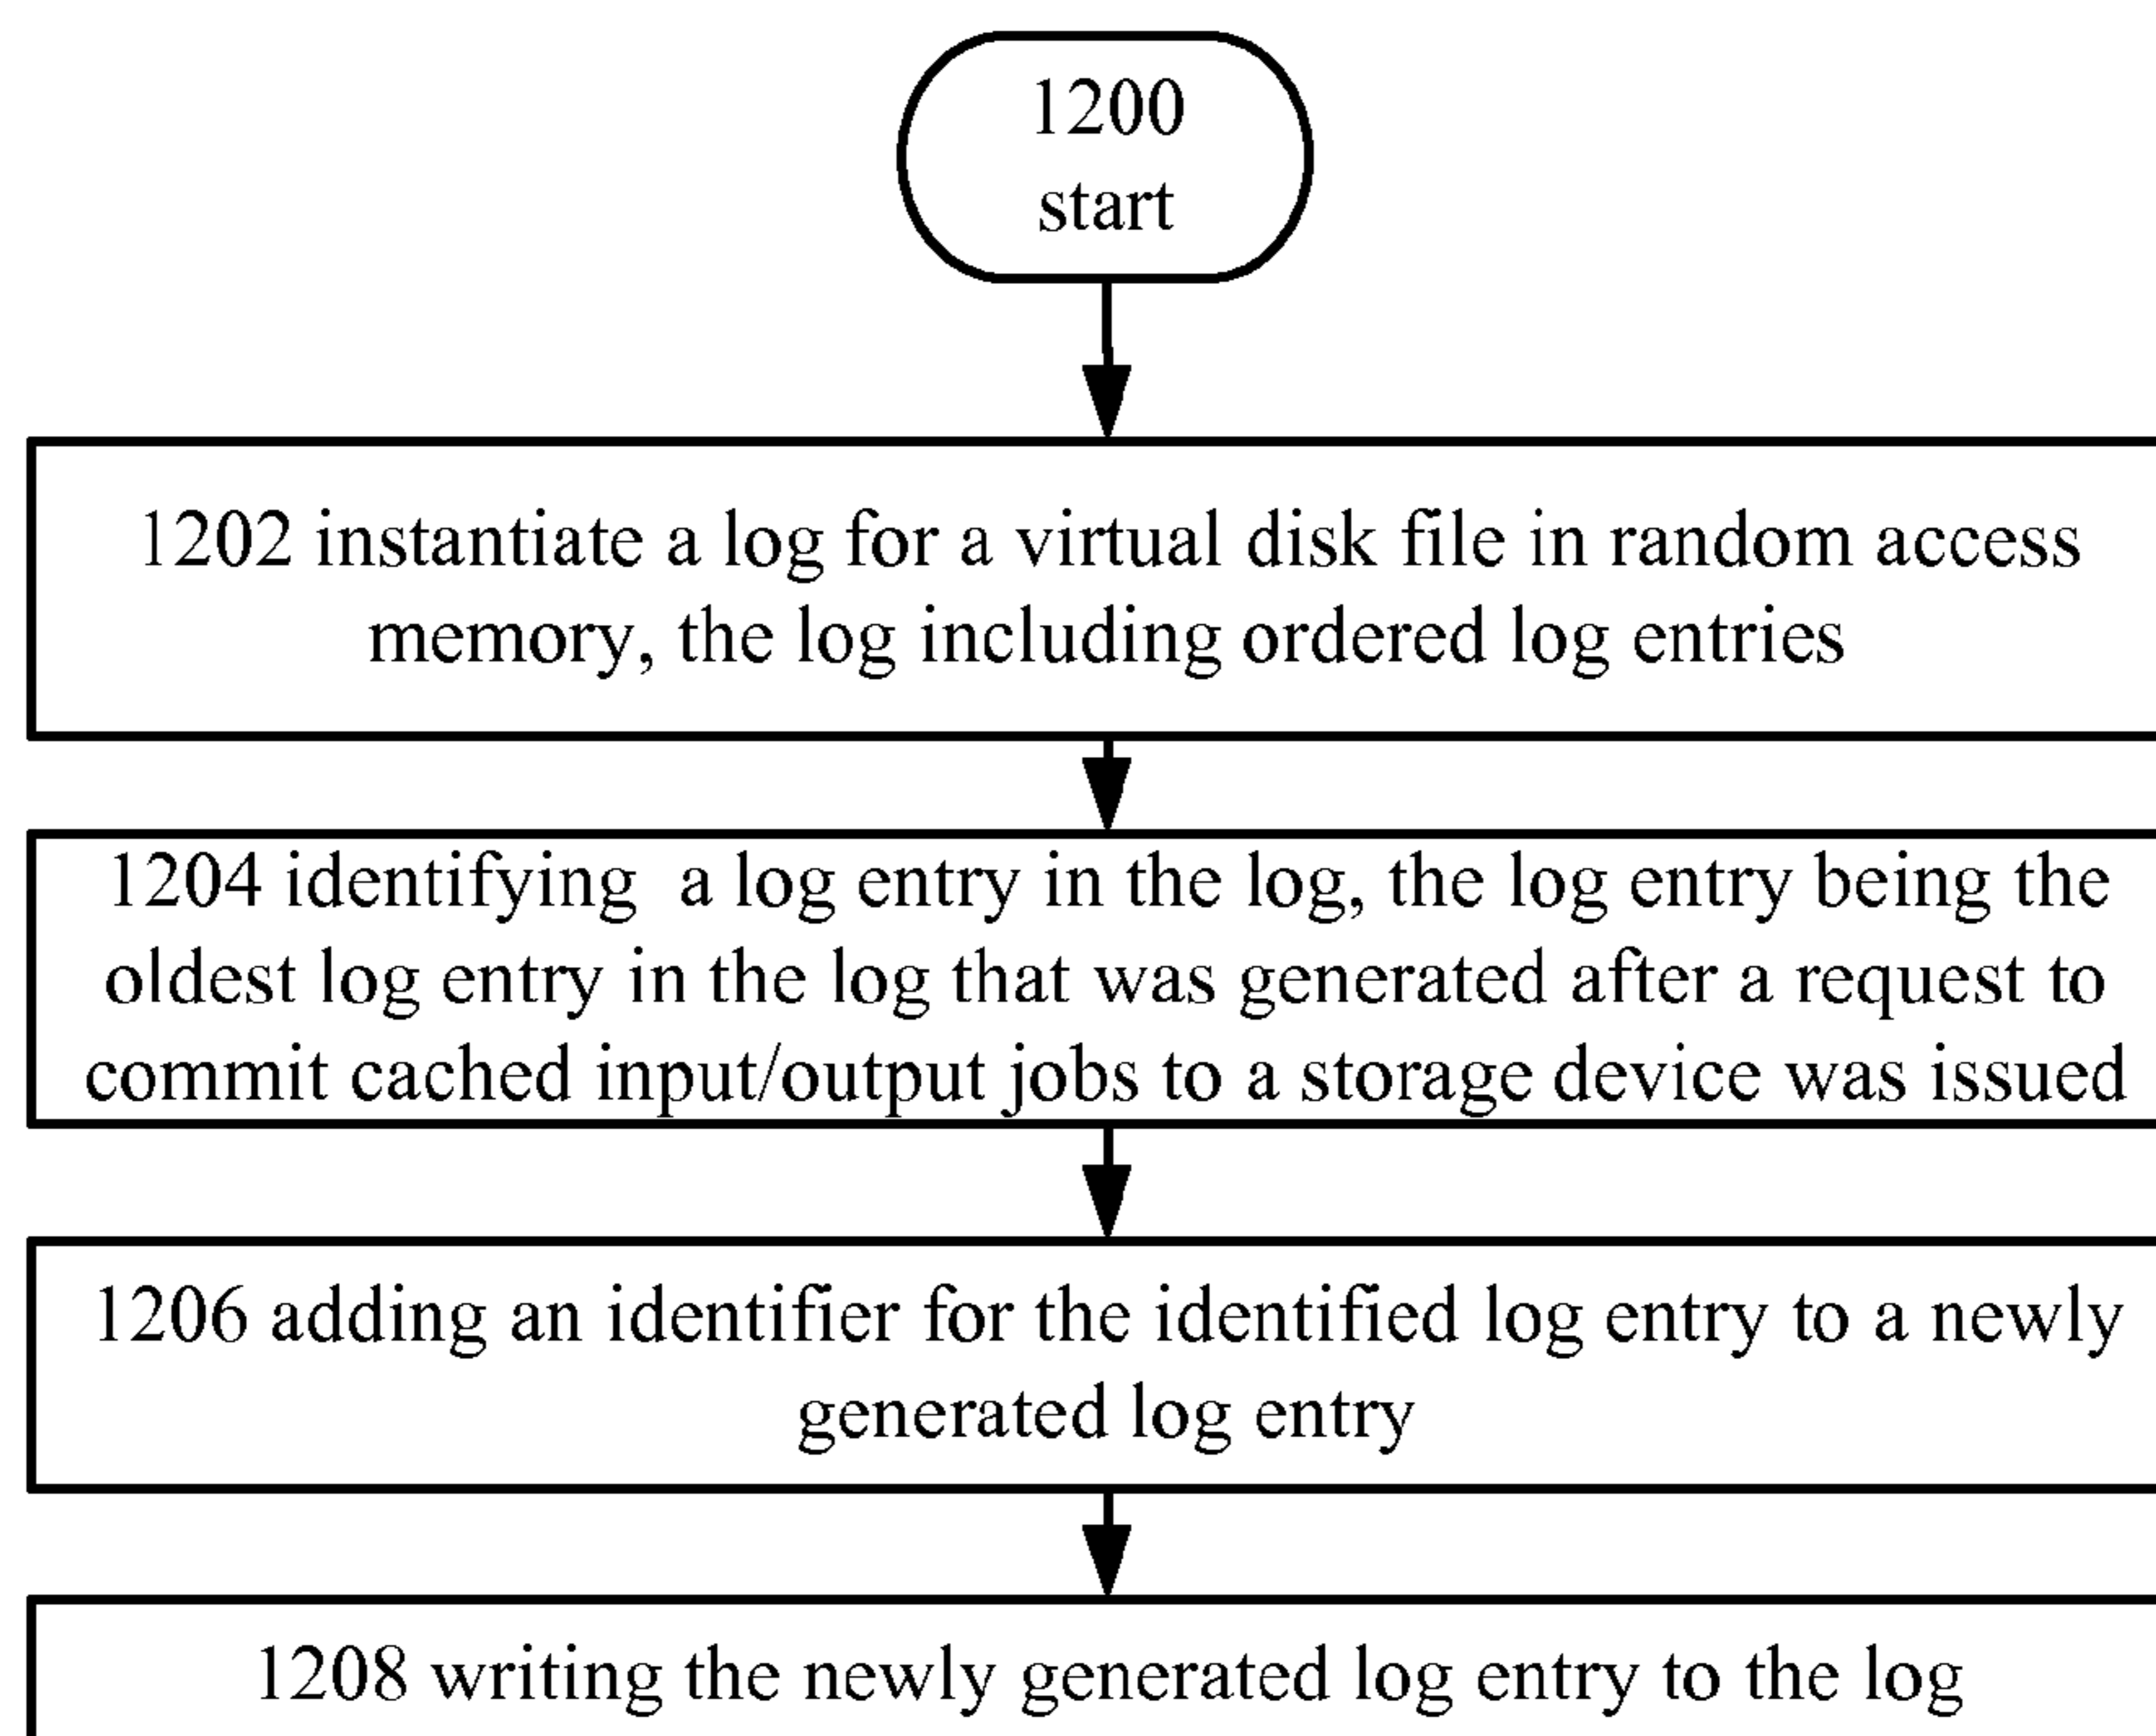 1200
start
1202 instantiate a log for a virtual disk file in random access
memory, the log including ordered log entries
1204 identifying  a log entry in the log, the log entry being the
oldest log entry in the log that was generated after a request to
commit cached input/output jobs to a storage device was issued
1206 adding an identifier for the identified log entry to a newly
generated log entry
1208 writing the newly generated log entry to the log